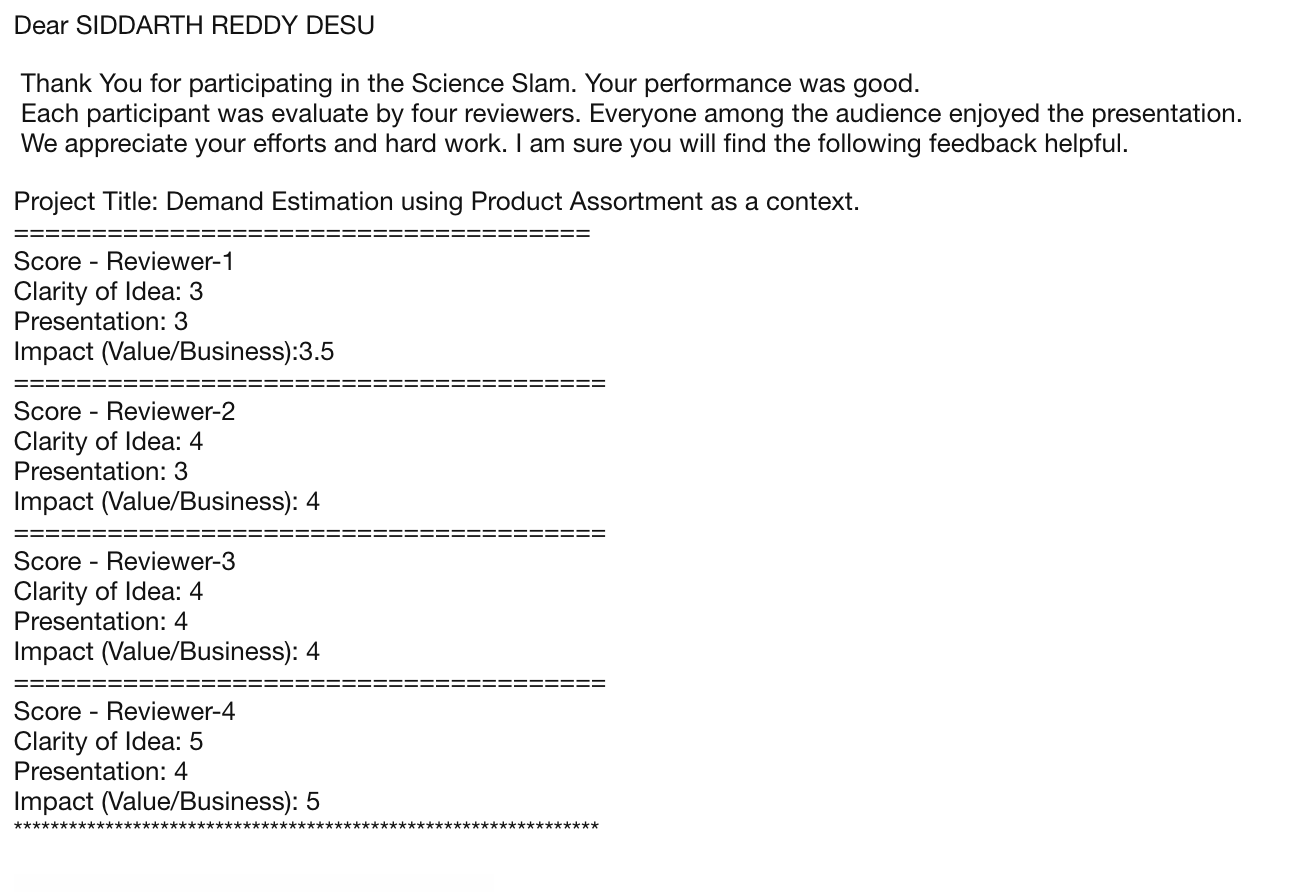 Dear SIDDARTH REDDY DESU
Thank You for participating in the Science Slam. Your performance was good.
Each participant was evaluate by four reviewers. Everyone among the audience enjoyed the presentation.
We appreciate your efforts and hard work. I am sure you will find the following feedback helpful.
Project Title: Demand Estimation using Product Assortment as a context.
=====================================
Score - Reviewer-1
Clarity of Idea: 3
Presentation: 3
Impact (Value/Business):3.5
======================================
Score - Reviewer-2
Clarity of Idea: 4
Presentation: 3
Impact (Value/Business): 4
======================================
Score - Reviewer-3
Clarity of Idea: 4
Presentation: 4
Impact (Value/Business): 4
======================================
Score - Reviewer-4
Clarity of Idea: 5
Presentation: 4
Impact (Value/Business): 5
****************************************************************